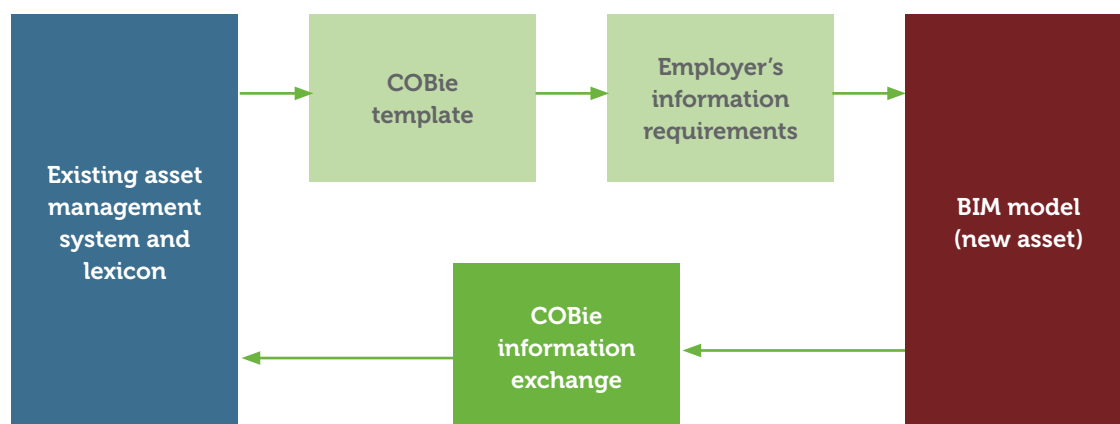 Existing asset
management
system and
lexicon
COBie
template
Employer’s
information
requirements
BIM model
(new asset)
COBie
information
exchange